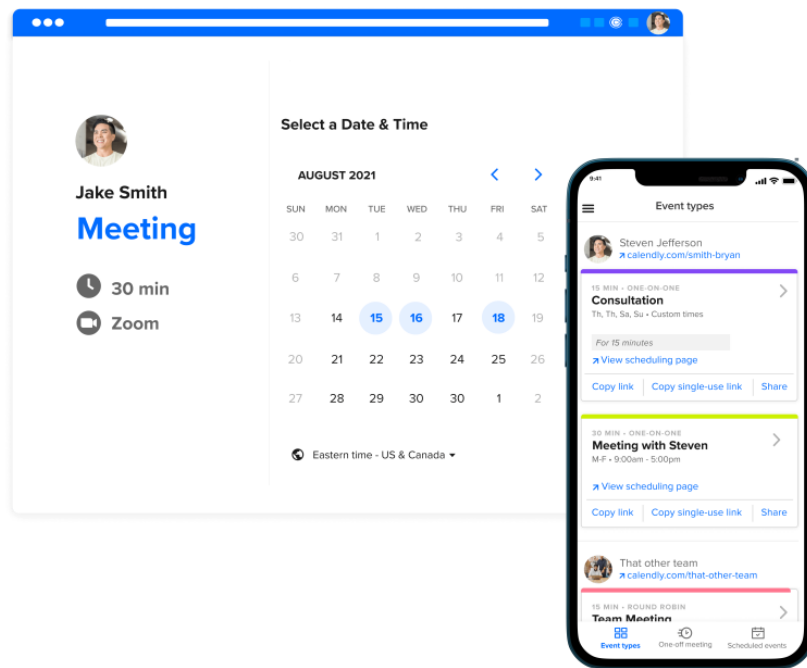 Jake Smith
Meeting
30 min
Zoom
Select a Date & Time
AUGUST 2021
SUN MON TUE WED THU FRI SAT
30 31 1 2 3 4 5
6 7 8 9 10 11 12
13 14 15 16 17 18 19
20 21 22 23 24 25 26
27 28 29 30 30 1 2
Eastern time - US & Canada
9:41
Event types
Steven Jefferson
calendly.com/smith-bryan
15 MIN • ONE-ON-ONE
Consultation
Th, Th, Sa, Su • Custom times
For 15 minutes
View scheduling page
Copy link Copy single-use link Share
30 MIN • ONE-ON-ONE
Meeting with Steven
M-F • 9:00am - 5:00pm
View scheduling page
Copy link Copy single-use link Share
That other team
calendly.com/that-other-team
15 MIN • ROUND ROBIN
Team Meeting
Event types One-off meeting Scheduled events